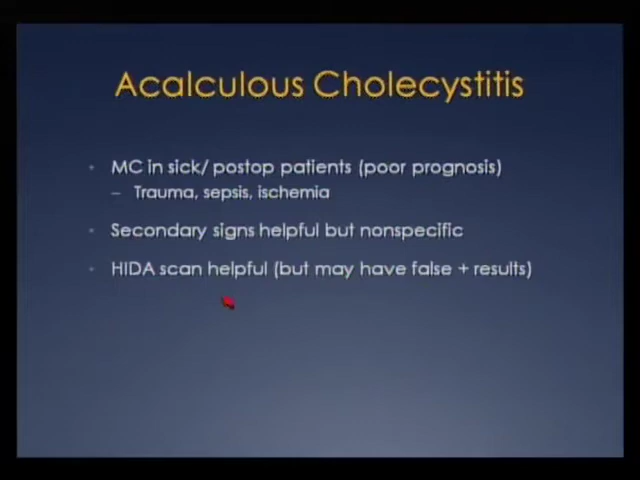 Acalculous Cholecystitis
• MC in sick/ postop patients (poor prognosis)
– Trauma, sepsis, ischemia
• Secondary signs helpful but nonspecific
• HIDA scan helpful (but may have false + results)